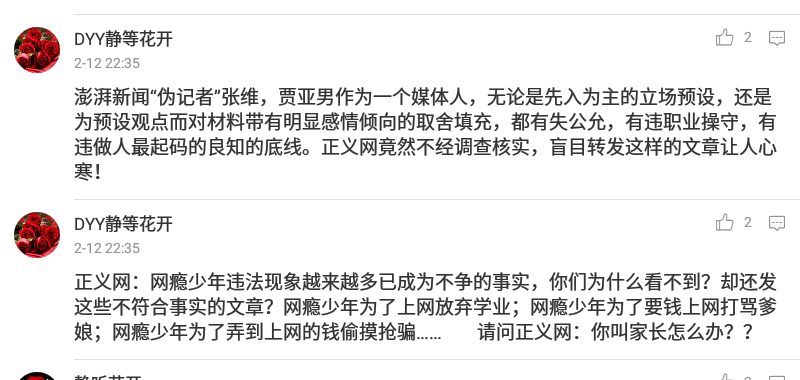 DYY静等花开
2
2-12 22:35
澎湃新闻“伪记者”张维，贾亚男作为一个媒体人，无论是先入为主的立场预设，还是
为预设观点而对材料带有明显感情倾向的取舍填充，都有失公允，有违职业操守，有
违做人最起码的良知的底线。正义网竟然不经调查核实，盲目转发这样的文章让人心
寒！
DYY静等花开
2
2-12 22:35
正义网：网瘾少年违法现象越来越多已成为不争的事实，你们为什么看不到？却还发
这些不符合事实的文章？网瘾少年为了上网放弃学业；网瘾少年为了要钱上网打骂爹
娘；网瘾少年为了弄到上网的钱偷摸抢骗......　　请问正义网：你叫家长怎么办？？